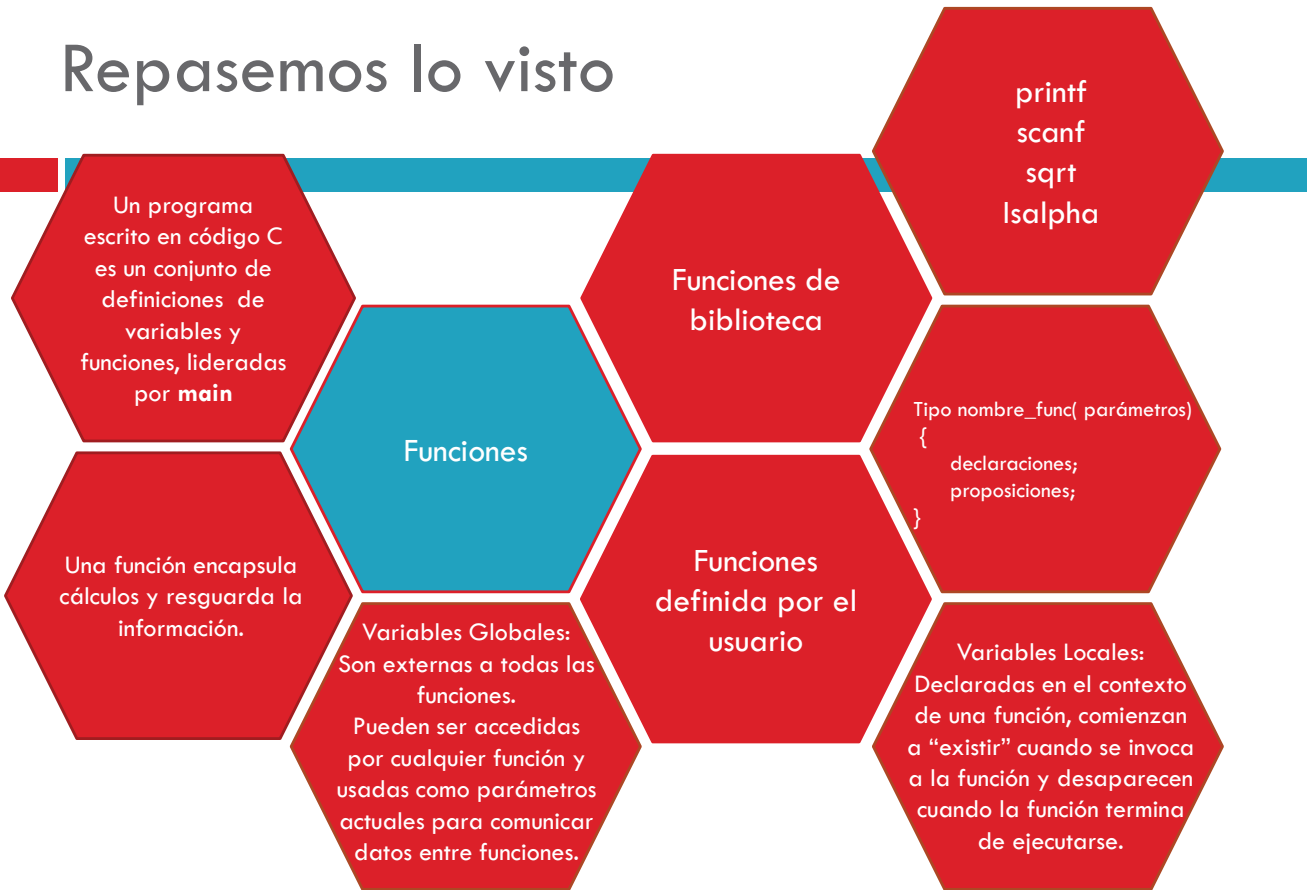 Repasemos lo visto
Un programa
escrito en código C
es un conjunto de
definiciones de
variables y
funciones, lideradas
por main
Una función encapsula
cálculos y resguarda la
información.
Funciones
Variables Globales:
Son externas a todas las
funciones.
Pueden ser accedidas
por cualquier función y
usadas como parámetros
actuales para comunicar
datos entre funciones.
Funciones de
biblioteca
Funciones
definida por el
usuario
printf
scanf
sqrt
Isalpha
Tipo nombre_func( parámetros)
{
declaraciones;
proposiciones;
}
Variables Locales:
Declaradas en el contexto
de una función, comienzan
a “existir” cuando se invoca
a la función y desaparecen
cuando la función termina
de ejecutarse.